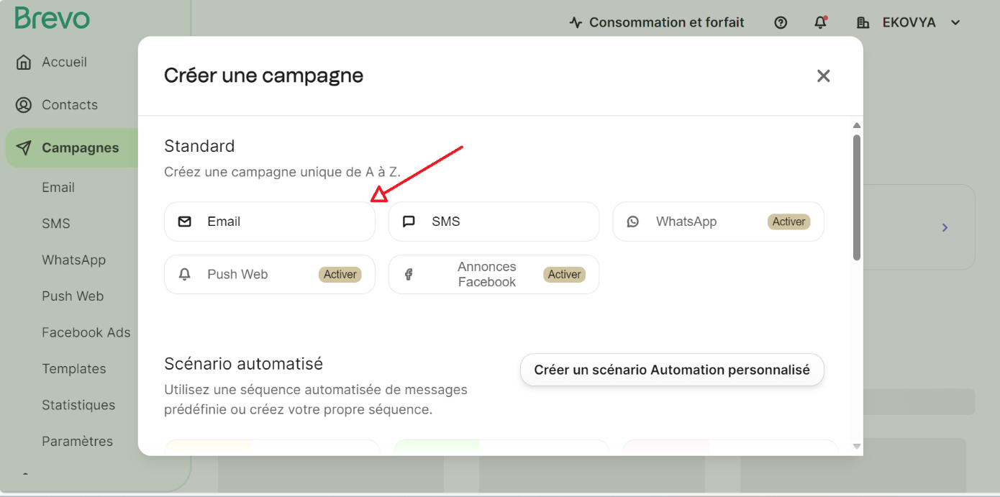 Brevo
Consommation et forfait
EKOVYA
Accueil
Contacts
Campagnes
Email
SMS
WhatsApp
Push Web
Facebook Ads
Templates
Statistiques
Paramètres
Créer une campagne
Standard
Créez une campagne unique de A à Z.
Email
SMS
WhatsApp
Activer
Push Web
Activer
Annonces
Facebook
Activer
Scénario automatisé
Utilisez une séquence automatisée de messages
prédéfinie ou créez votre propre séquence.
Créer un scénario Automation personnalisé